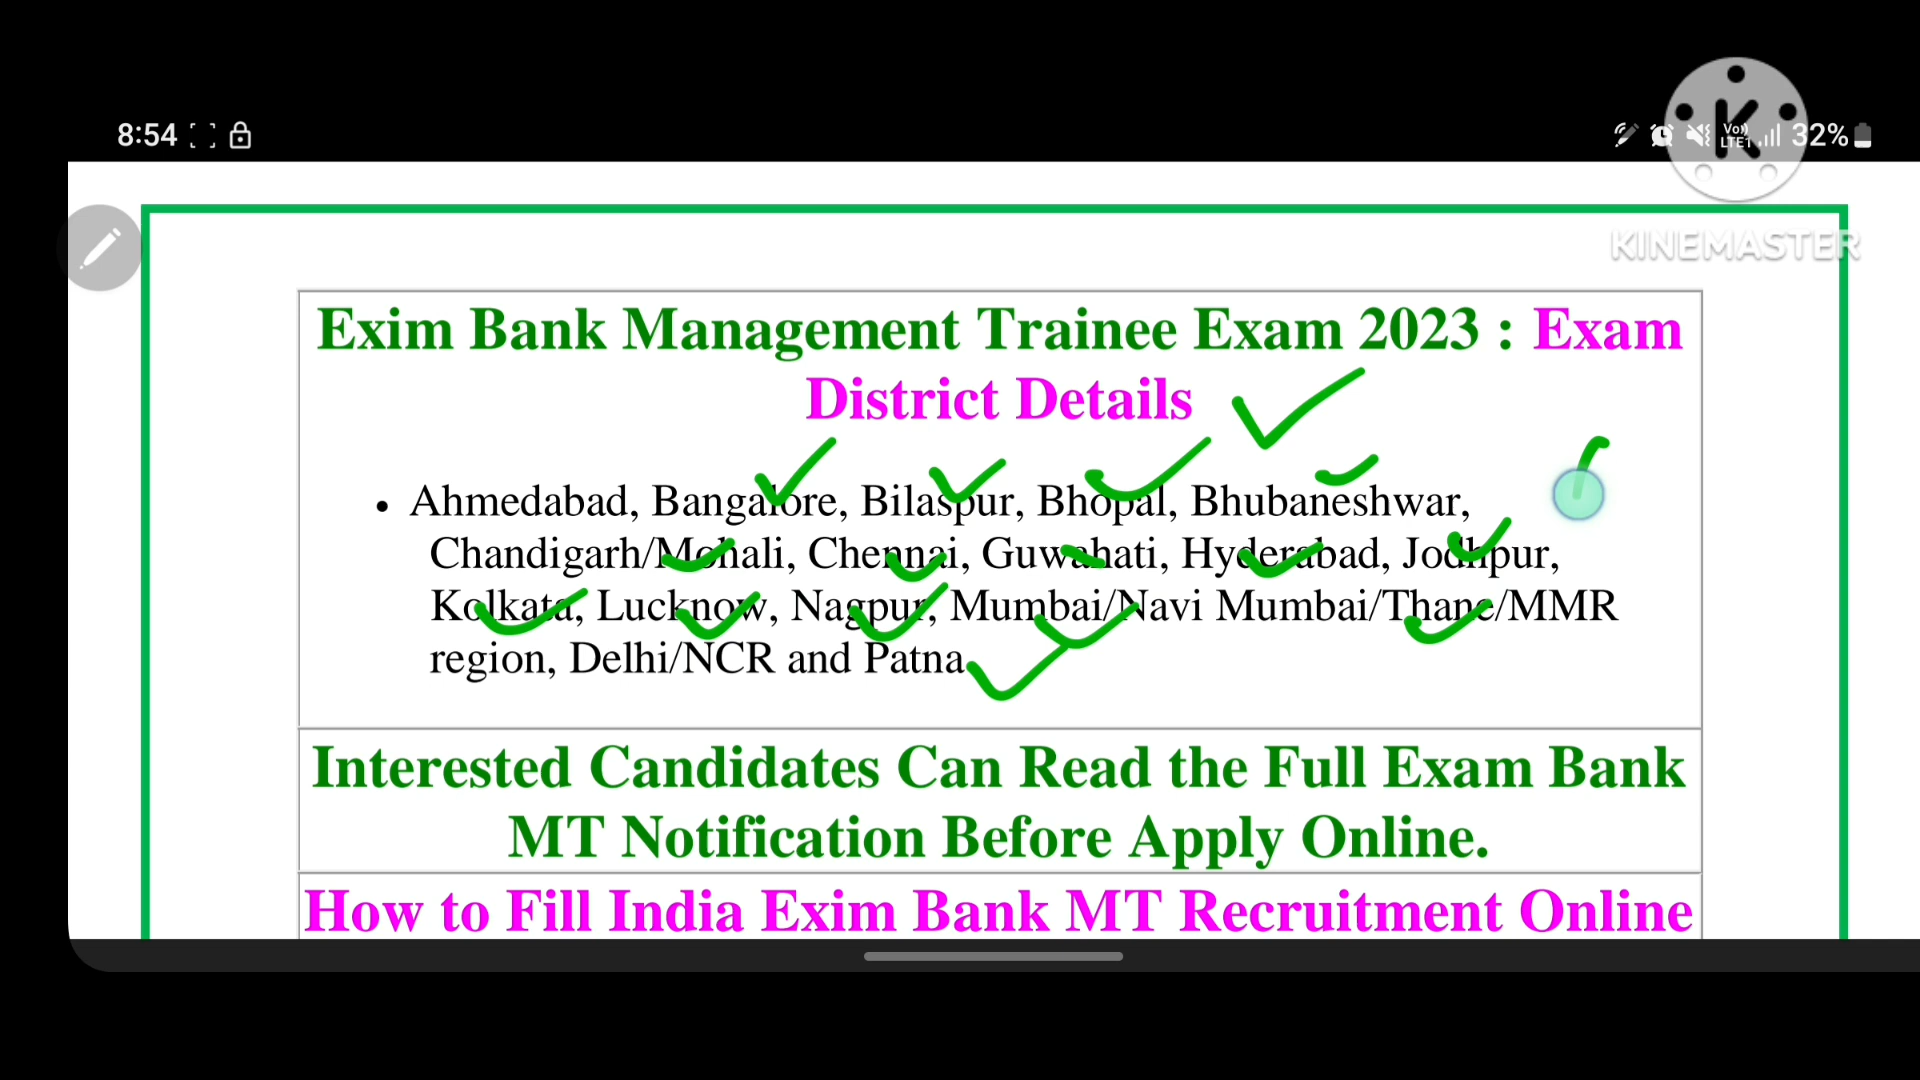 8:54
Vo)) LTE1 32%
K
KINEMASTER
Exim Bank Management Trainee Exam 2023 : Exam
District Details
• Ahmedabad, Bangalore, Bilaspur, Bhopal, Bhubaneshwar,
Chandigarh/Mohali, Chennai, Guwahati, Hyderabad, Jodhpur,
Kolkata, Lucknow, Nagpur, Mumbai/Navi Mumbai/Thane/MMR
region, Delhi/NCR and Patna
Interested Candidates Can Read the Full Exam Bank
MT Notification Before Apply Online.
How to Fill India Exim Bank MT Recruitment Online